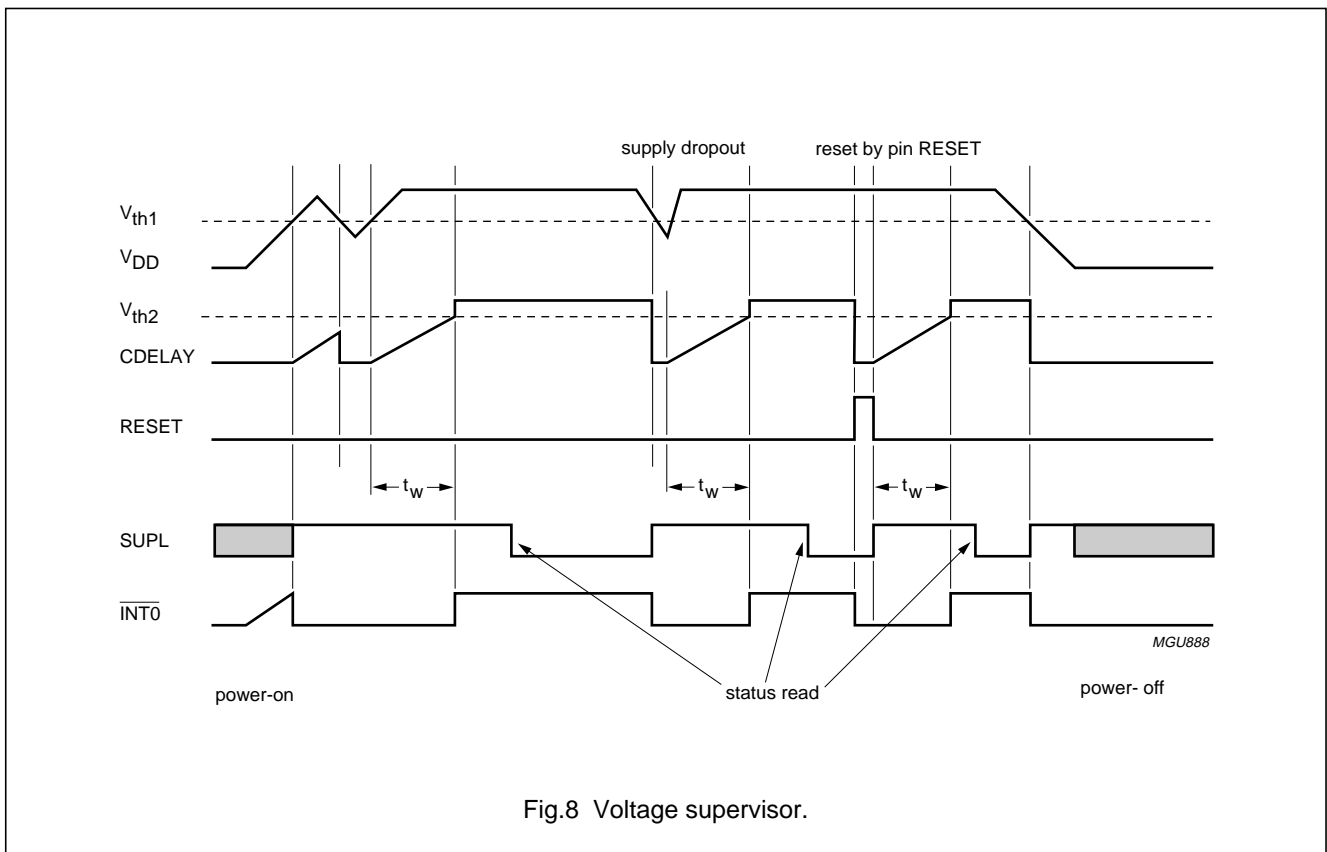 supply dropout
reset by pin RESET
Vth1
VDD
Vth2
CDELAY
RESET
tw
tw
tw
SUPL
INT0
MGU888
power-on
status read
power- off
Fig.8 Voltage supervisor.